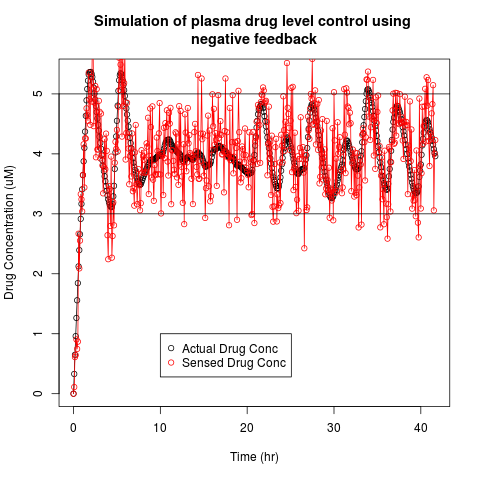 Simulation of plasma drug level control using
negative feedback
Drug Concentration (uM)
5
4
3
2
1
0
Actual Drug Conc
Sensed Drug Conc
0 10 20 30 40
Time (hr)